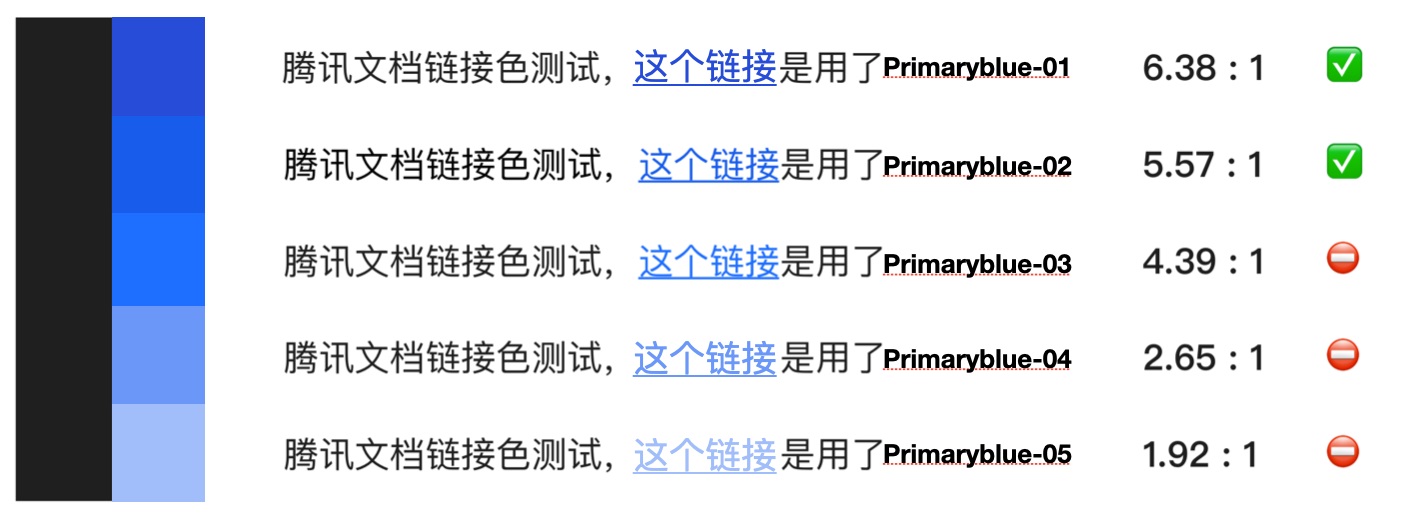 腾讯文档链接色测试，这个链接是用了Primaryblue-01 6.38 : 1 ✅
腾讯文档链接色测试，这个链接是用了Primaryblue-02 5.57 : 1 ✅
腾讯文档链接色测试，这个链接是用了Primaryblue-03 4.39 : 1 ⛔
腾讯文档链接色测试，这个链接是用了Primaryblue-04 2.65 : 1 ⛔
腾讯文档链接色测试，这个链接是用了Primaryblue-05 1.92 : 1 ⛔